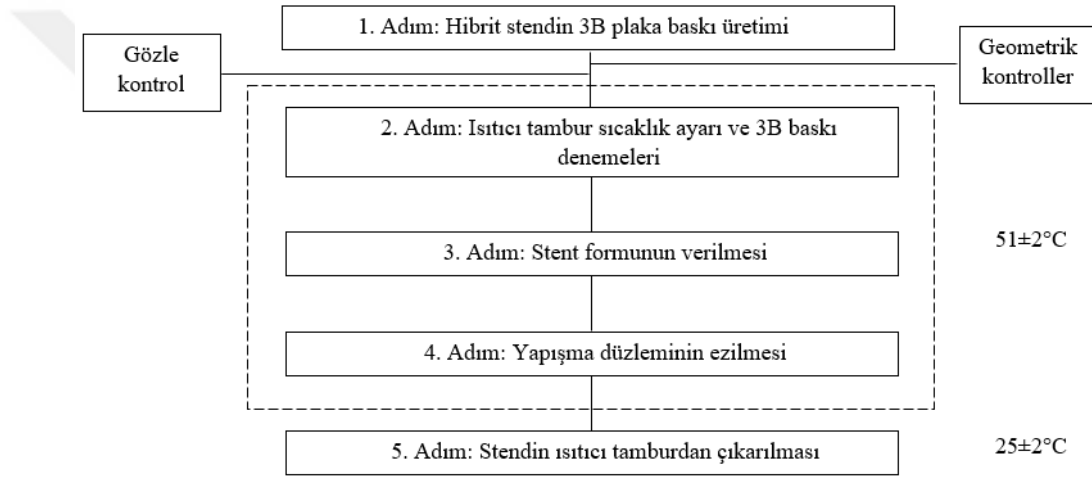 1. Adım: Hibrit stendin 3B plaka baskı üretimi
Gözle
kontrol
Geometrik
kontroller
2. Adım: Isıtıcı tambur sıcaklık ayarı ve 3B baskı
denemeleri
3. Adım: Stent formunun verilmesi
51±2°C
4. Adım: Yapışma düzleminin ezilmesi
5. Adım: Stendin ısıtıcı tamburdan çıkarılması
25±2°C